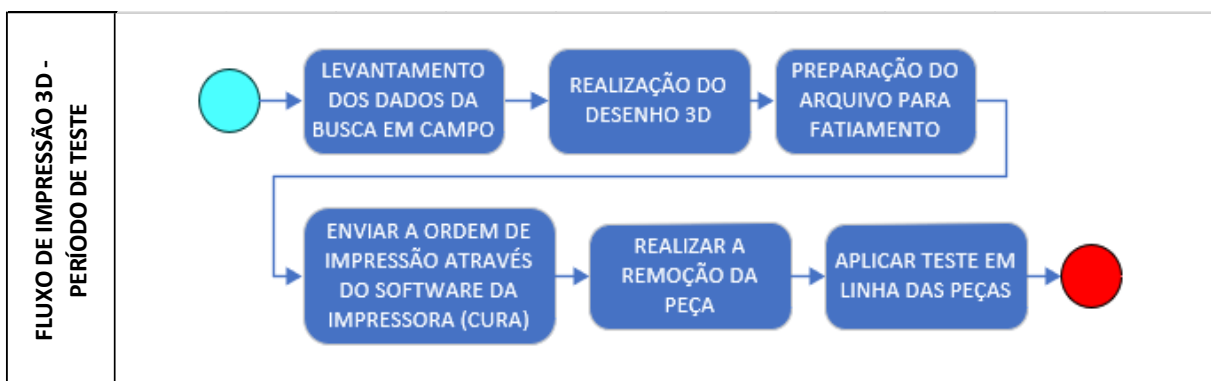 FLUXO DE IMPRESSÃO 3D -
PERÍODO DE TESTE
LEVANTAMENTO
DOS DADOS DA
BUSCA EM CAMPO
REALIZAÇÃO DO
DESENHO 3D
PREPARAÇÃO DO
ARQUIVO PARA
FATIAMENTO
ENVIAR A ORDEM DE
IMPRESSÃO ATRAVÉS
DO SOFTWARE DA
IMPRESSORA (CURA)
REALIZAR A
REMOÇÃO DA
PEÇA
APLICAR TESTE EM
LINHA DAS PEÇAS